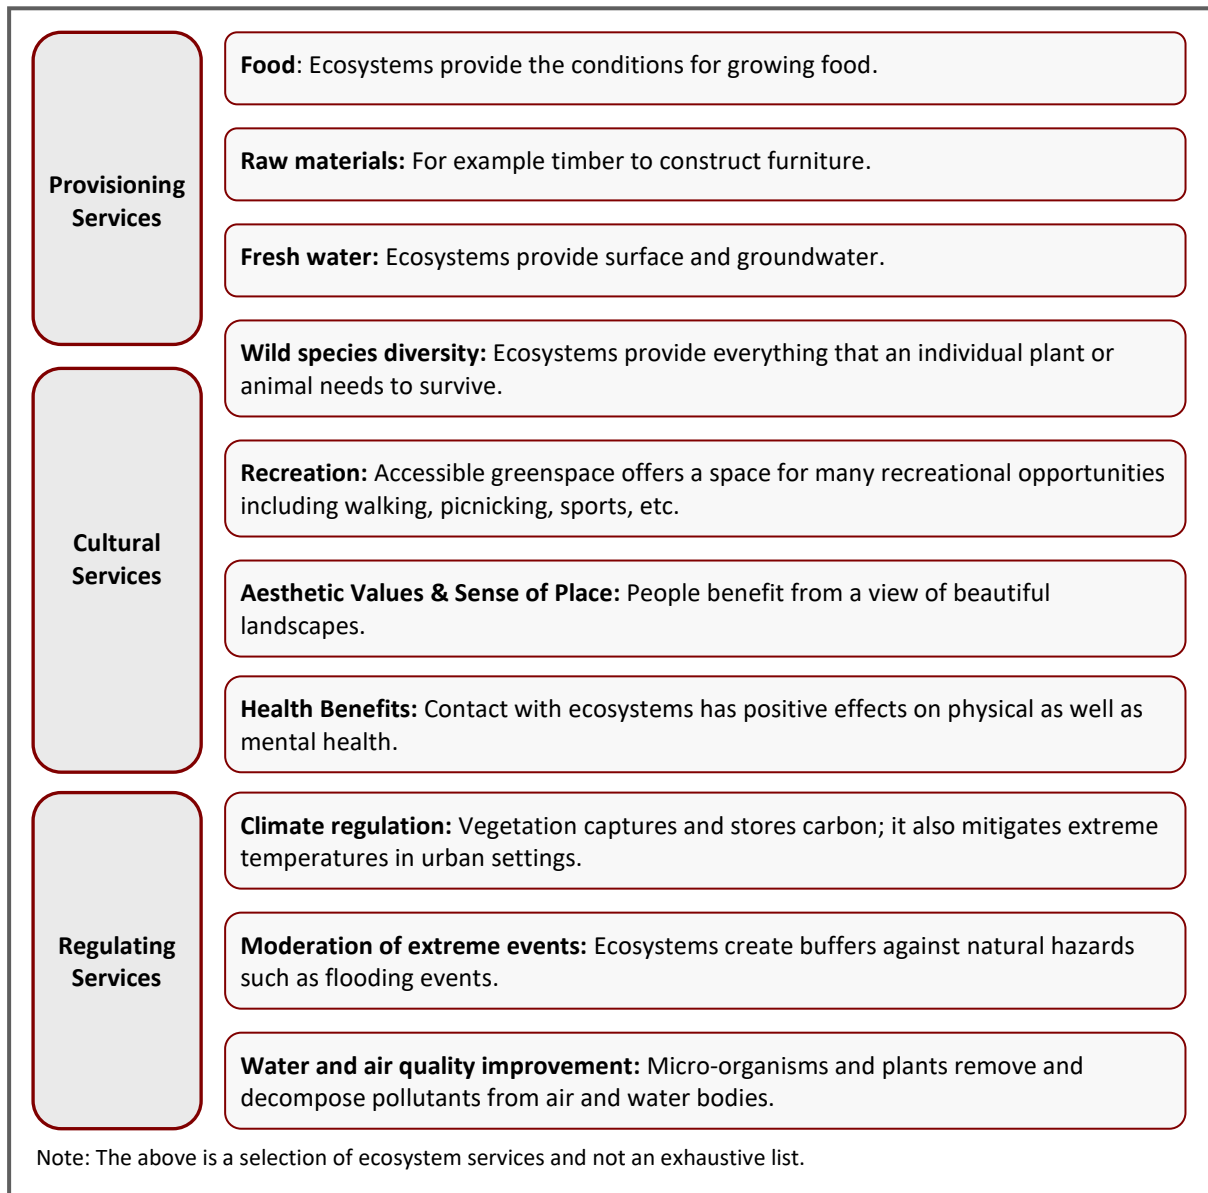 Provisioning
Services
Food: Ecosystems provide the conditions for growing food.
Raw materials: For example timber to construct furniture.
Fresh water: Ecosystems provide surface and groundwater.
Wild species diversity: Ecosystems provide everything that an individual plant or
animal needs to survive.
Cultural
Services
Recreation: Accessible greenspace offers a space for many recreational opportunities
including walking, picnicking, sports, etc.
Aesthetic Values & Sense of Place: People benefit from a view of beautiful
landscapes.
Health Benefits: Contact with ecosystems has positive effects on physical as well as
mental health.
Regulating
Services
Climate regulation: Vegetation captures and stores carbon; it also mitigates extreme
temperatures in urban settings.
Moderation of extreme events: Ecosystems create buffers against natural hazards
such as flooding events.
Water and air quality improvement: Micro-organisms and plants remove and
decompose pollutants from air and water bodies.
Note: The above is a selection of ecosystem services and not an exhaustive list.